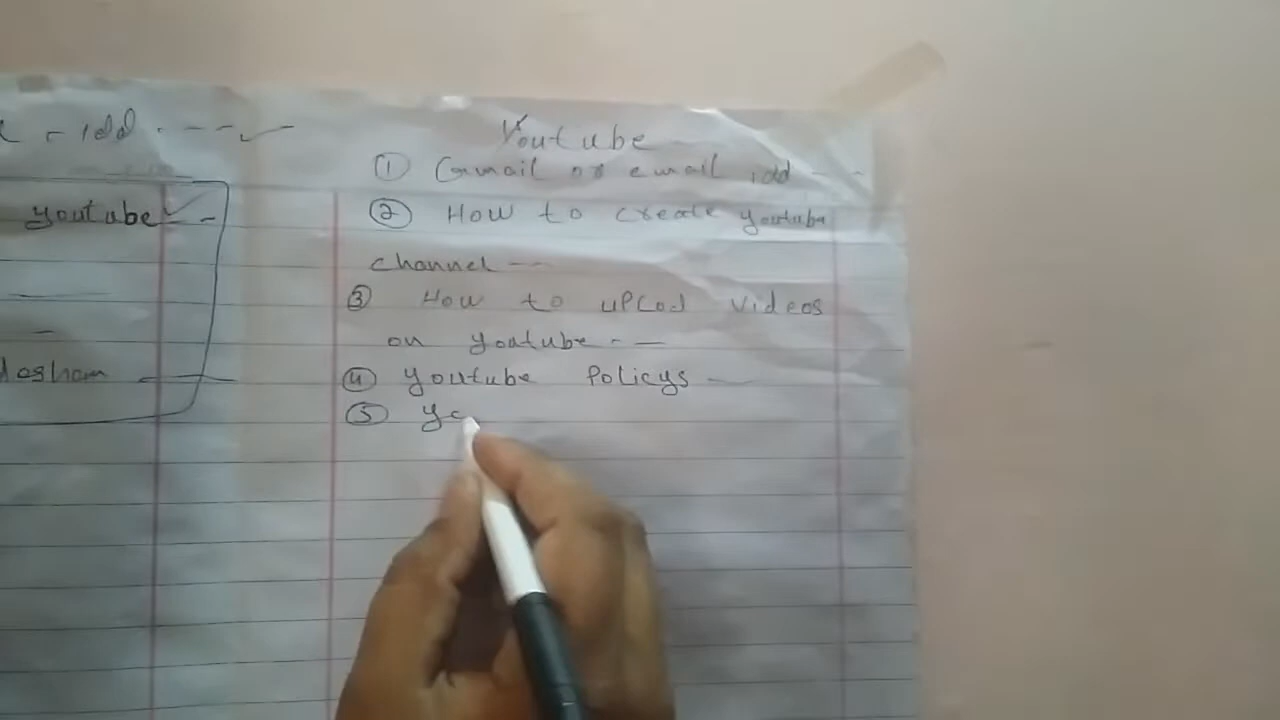 - idd . - - -
youtube -
Youtube
① Gmail or email idd - -
② How to create youtube
channel - -
③ How to uplod videos
on youtube - -
④ youtube Policys -
⑤ yo